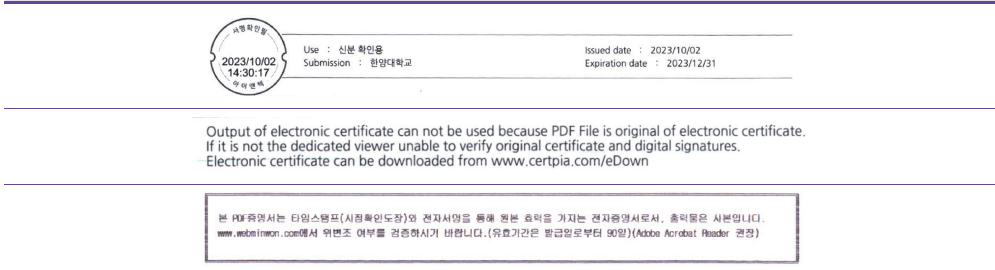 서명확인필
2023/10/02
14:30:17
아이앤텍
Use : 신분 확인용
Submission : 한양대학교
Issued date : 2023/10/02
Expiration date : 2023/12/31
Output of electronic certificate can not be used because PDF File is original of electronic certificate.
If it is not the dedicated viewer unable to verify original certificate and digital signatures.
Electronic certificate can be downloaded from www.certpia.com/eDown
본 PDF증명서는 타임스탬프(시점확인도장)와 전자서명을 통해 원본 효력을 가지는 전자증명서로서, 출력물은 사본입니다.
www.webminwon.com에서 위변조 여부를 검증하시기 바랍니다.(유효기간은 발급일로부터 90일)(Adobe Acrobat Reader 권장)